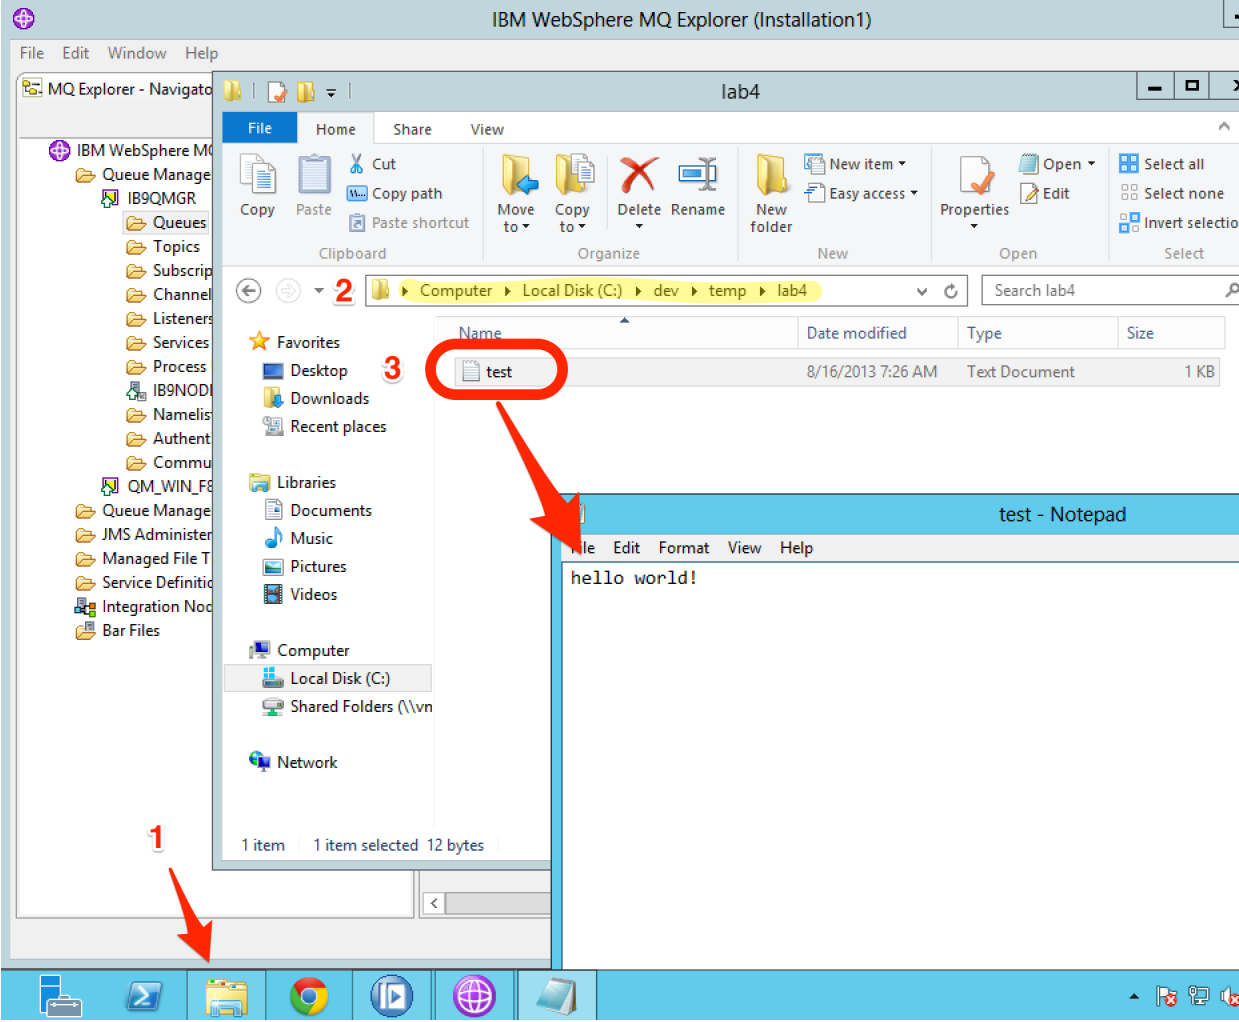 IBM WebSphere MQ Explorer (Installation1)
File Edit Window Help
MQ Explorer - Navigato
IBM WebSphere MQ
Queue Manage
IB9QMGR
Queues
Topics
Subscrip
Channel
Listeners
Services
Process
IB9NODE
Namelis
Authent
Commu
QM_WIN_F8
Queue Manage
JMS Administer
Managed File T
Service Definitio
Integration Nod
Bar Files
lab4
File Home Share View
Copy
Paste
Cut
Copy path
Paste shortcut
Clipboard
Move to
Copy to
Delete
Rename
Organize
New folder
New item
Easy access
New
Properties
Open
Edit
Open
Select all
Select none
Invert selectio
Select
2
Computer Local Disk (C:) dev temp lab4
Search lab4
Name Date modified Type Size
3
test 8/16/2013 7:26 AM Text Document 1 KB
Favorites
Desktop
Downloads
Recent places
Libraries
Documents
Music
Pictures
Videos
Computer
Local Disk (C:)
Shared Folders (\\vn
Network
1 item 1 item selected 12 bytes
test - Notepad
File Edit Format View Help
hello world!
1